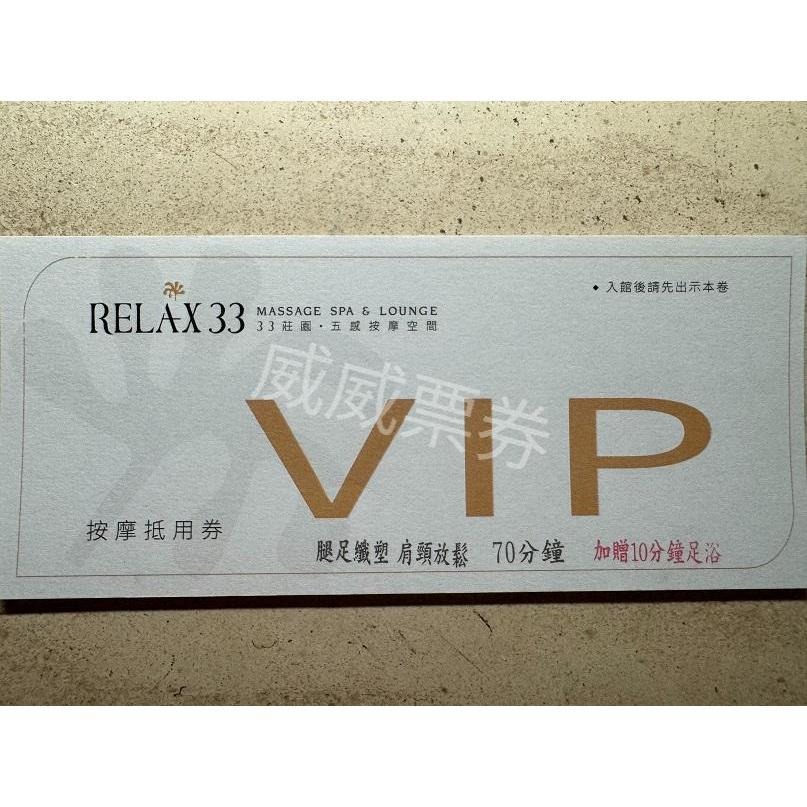 ◆ 入館後請先出示本卷
RELAX 33 MASSAGE SPA & LOUNGE
33莊園・五感按摩空間
威威票券
VIP
按摩抵用券
腿足纖塑 肩頸放鬆 70分鐘 加贈10分鐘足浴